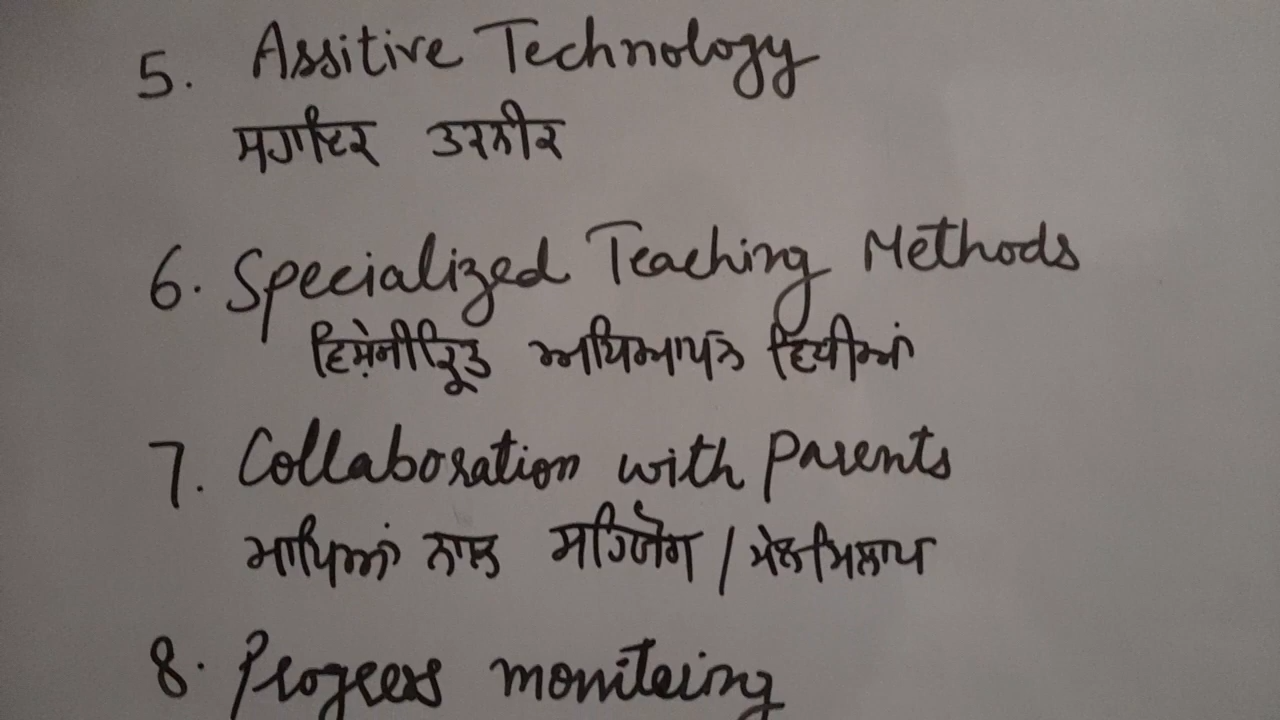 5. Assitive Technology
ਸਹਾਇਕ ਤਕਨੀਕ
6. Specialized Teaching Methods
ਵਿਸ਼ੇਸ਼ੀਕ੍ਰਿਤ ਅਧਿਆਪਨ ਵਿਧੀਆਂ
7. Collaboration with parents
ਮਾਪਿਆਂ ਨਾਲ ਸਹਿਯੋਗ / ਮੇਲਮਿਲਾਪ
8. Progress monitering